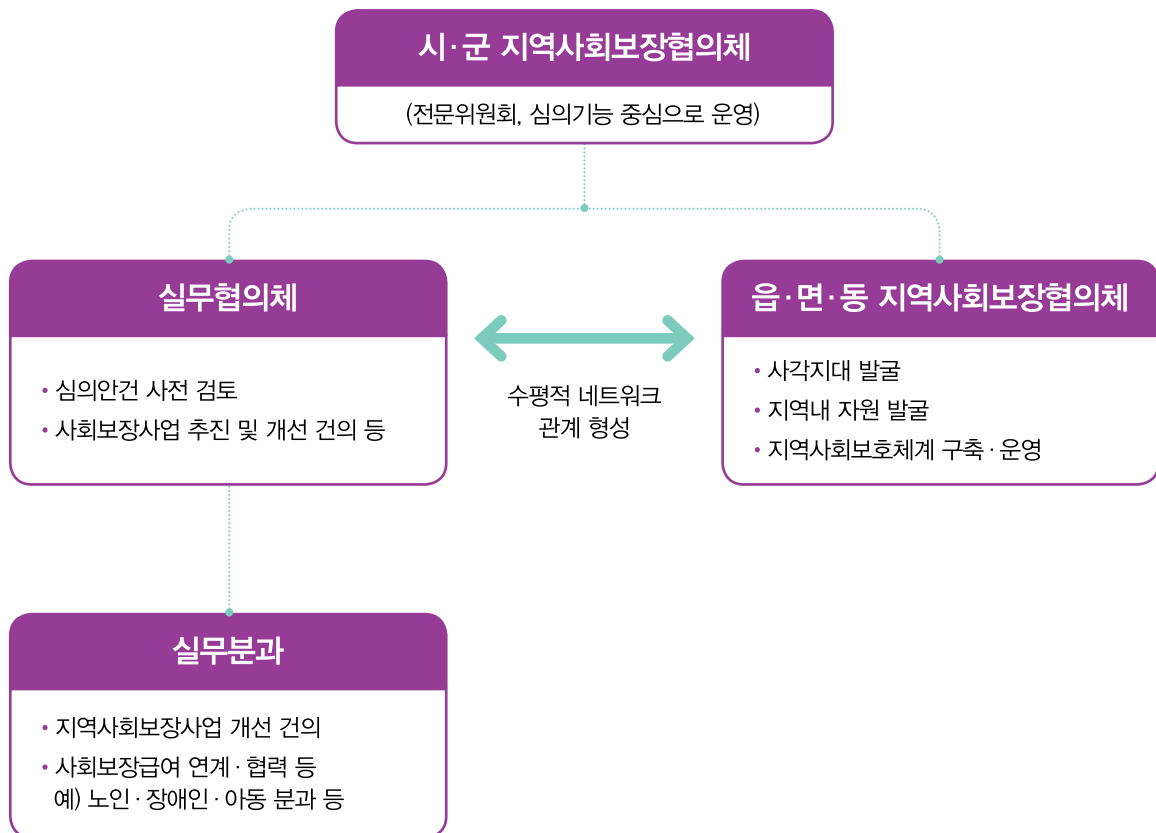 시·군 지역사회보장협의체
(전문위원회, 심의기능 중심으로 운영)
실무협의체
• 심의안건 사전 검토
• 사회보장사업 추진 및 개선 건의 등
수평적 네트워크
관계 형성
읍·면·동 지역사회보장협의체
• 사각지대 발굴
• 지역내 자원 발굴
• 지역사회보호체계 구축·운영
실무분과
• 지역사회보장사업 개선 건의
• 사회보장급여 연계·협력 등
예) 노인·장애인·아동 분과 등